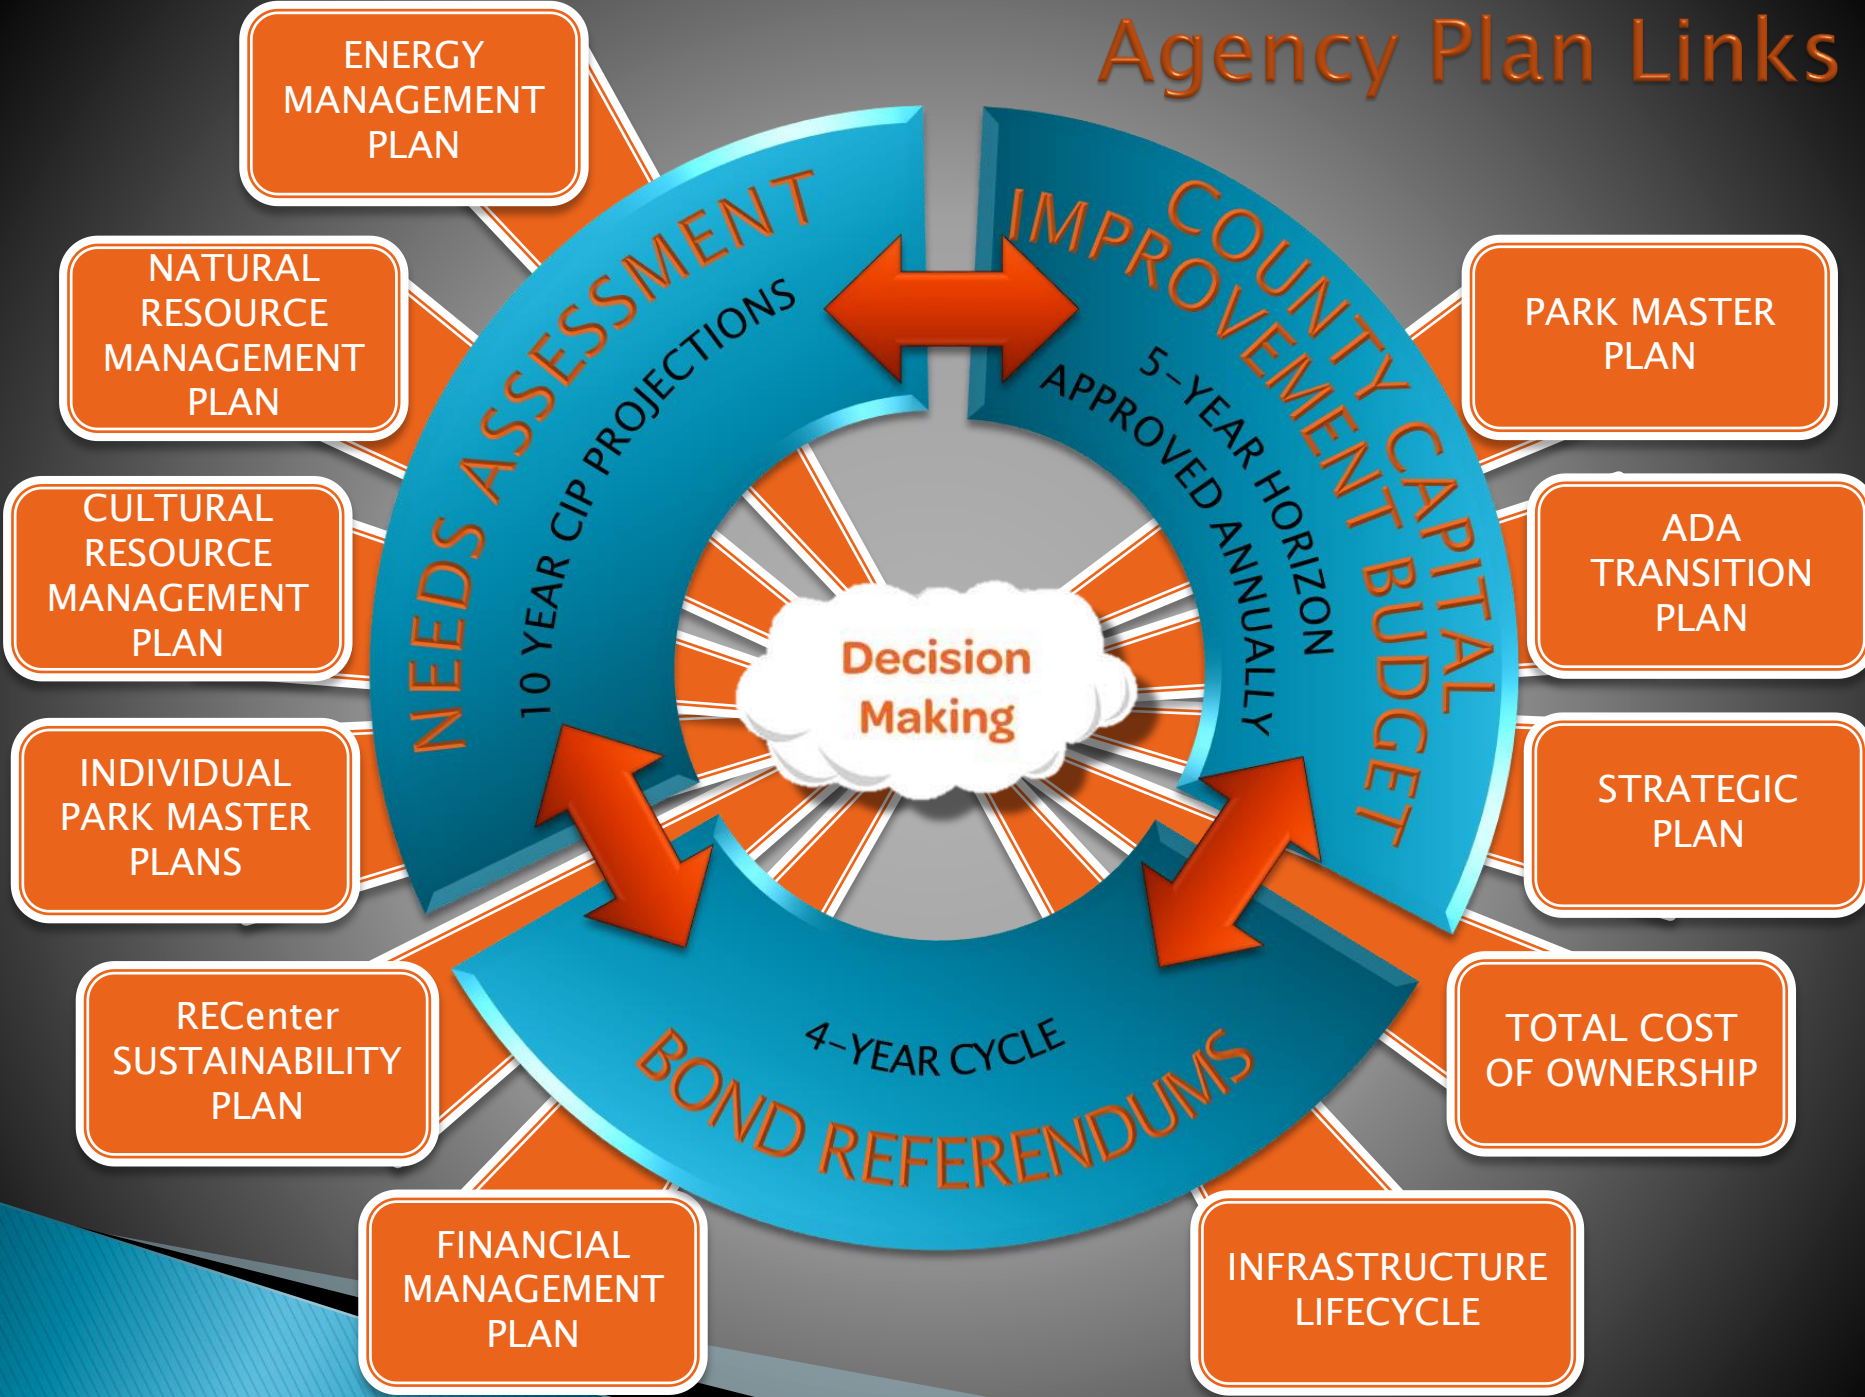 Agency Plan Links
ENERGY
MANAGEMENT
PLAN
NATURAL
RESOURCE
MANAGEMENT
PLAN
CULTURAL
RESOURCE
MANAGEMENT
PLAN
INDIVIDUAL
PARK MASTER
PLANS
RECenter
SUSTAINABILITY
PLAN
FINANCIAL
MANAGEMENT
PLAN
NEEDS ASSESSMENT
10 YEAR CIP PROJECTIONS
COUNTY CAPITAL
IMPROVEMENT BUDGET
5-YEAR HORIZON
APPROVED ANNUALLY
Decision
Making
4-YEAR CYCLE
BOND REFERENDUMS
PARK MASTER
PLAN
ADA
TRANSITION
PLAN
STRATEGIC
PLAN
TOTAL COST
OF OWNERSHIP
INFRASTRUCTURE
LIFECYCLE